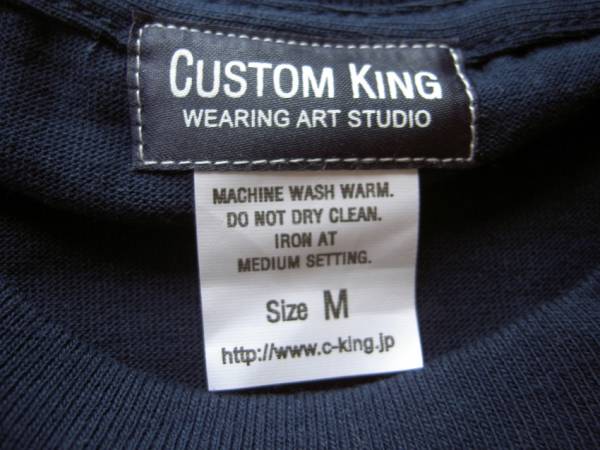 CUSTOM KING
WEARING ART STUDIO
MACHINE WASH WARM.
DO NOT DRY CLEAN.
IRON AT
MEDIUM SETTING.
Size M
http://www.c-king.jp